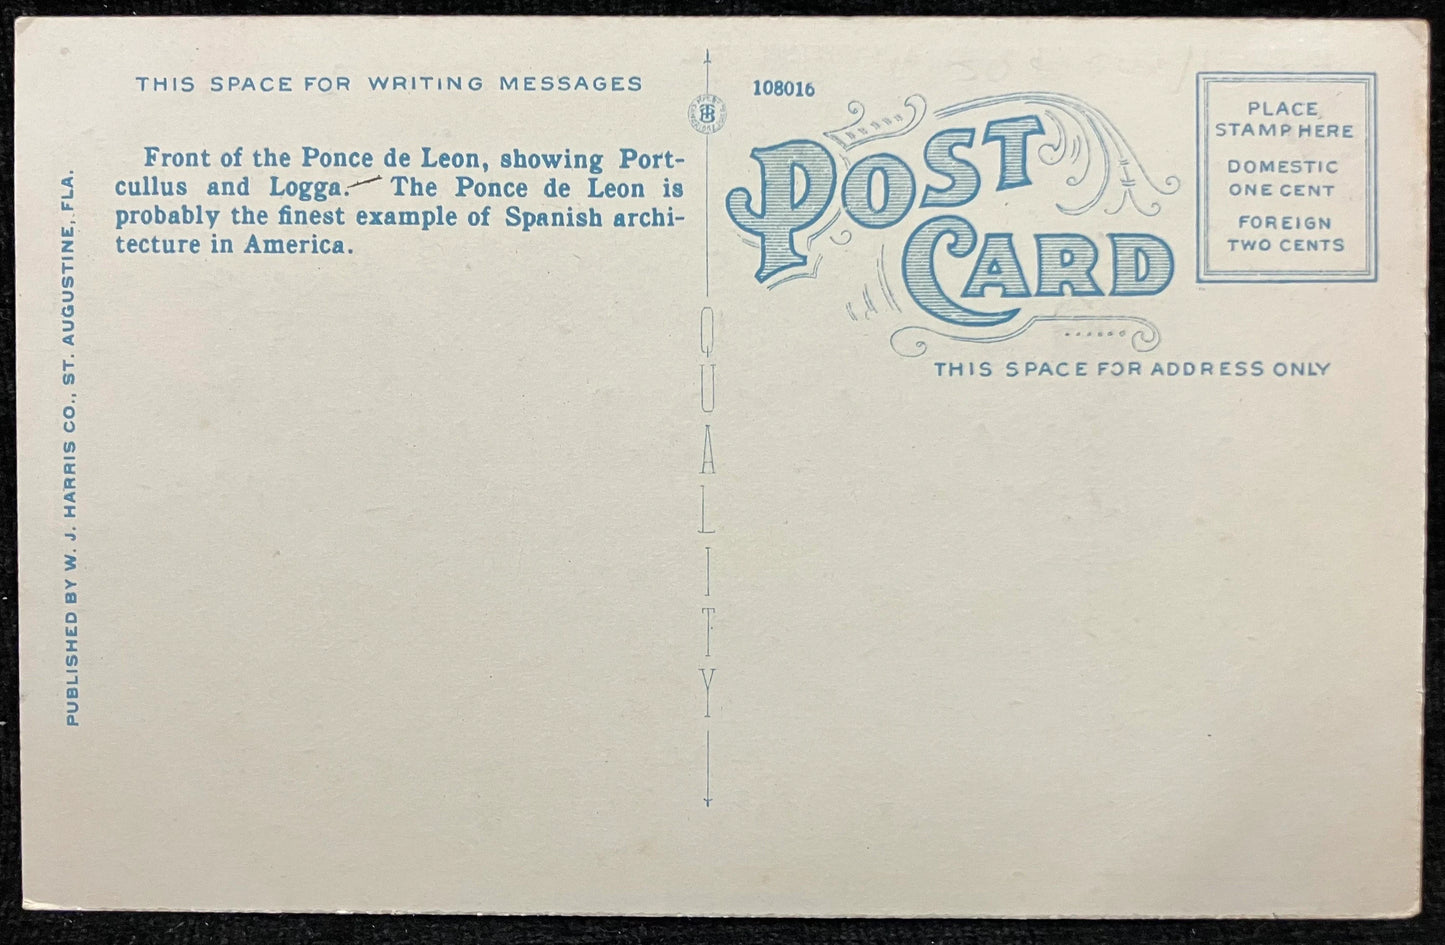 THIS SPACE FOR WRITING MESSAGES
Front of the Ponce de Leon, showing Port-
cullus and Logga. The Ponce de Leon is
probably the finest example of Spanish archi-
tecture in America.
PUBLISHED BY W. J. HARRIS CO., ST. AUGUSTINE, FLA.
QUALITY
108016
POST
CARD
THIS SPACE FOR ADDRESS ONLY
PLACE
STAMP HERE
DOMESTIC
ONE CENT
FOREIGN
TWO CENTS